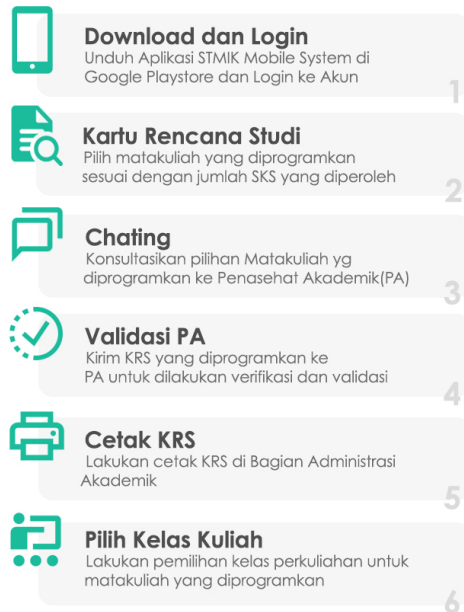 Download dan Login
Unduh Aplikasi STMIK Mobile System di
Google Playstore dan Login ke Akun
1
Kartu Rencana Studi
Pilih matakuliah yang diprogramkan
sesuai dengan jumlah SKS yang diperoleh
2
Chating
Konsultasikan pilihan Matakuliah yg
diprogramkan ke Penasehat Akademik(PA)
3
Validasi PA
Kirim KRS yang diprogramkan ke
PA untuk dilakukan verifikasi dan validasi
4
Cetak KRS
Lakukan cetak KRS di Bagian Administrasi
Akademik
5
Pilih Kelas Kuliah
Lakukan pemilihan kelas perkuliahan untuk
matakuliah yang diprogramkan
6